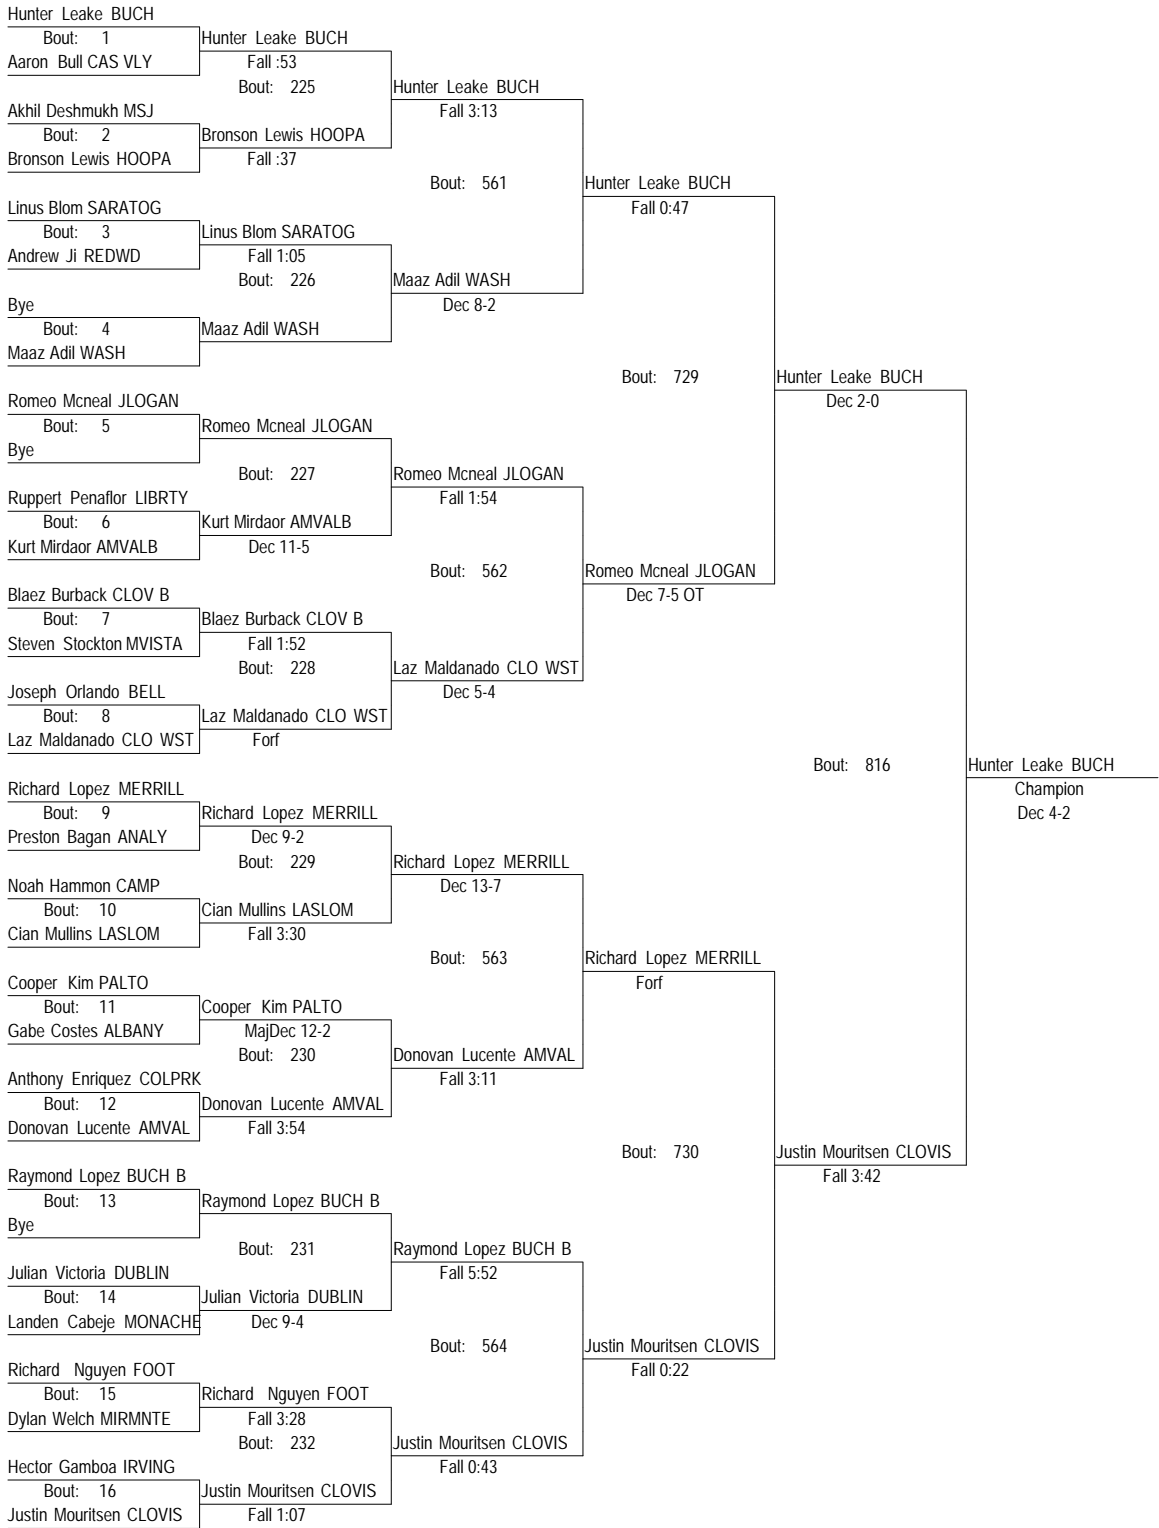 Hunter Leake BUCH
Bout: 1
Hunter Leake BUCH
Aaron Bull CAS VLY
Fall :53
Bout: 225
Hunter Leake BUCH
Akhil Deshmukh MSJ
Fall 3:13
Bout: 2
Bronson Lewis HOOPA
Bronson Lewis HOOPA
Fall :37
Bout: 561
Hunter Leake BUCH
Linus Blom SARATOG
Fall 0:47
Bout: 3
Linus Blom SARATOG
Andrew Ji REDWD
Fall 1:05
Bout: 226
Maaz Adil WASH
Bye
Dec 8-2
Bout: 4
Maaz Adil WASH
Maaz Adil WASH
Bout: 729
Hunter Leake BUCH
Romeo Mcneal JLOGAN
Dec 2-0
Bout: 5
Romeo Mcneal JLOGAN
Bye
Bout: 227
Romeo Mcneal JLOGAN
Ruppert Penaflor LIBRTY
Fall 1:54
Bout: 6
Kurt Mirdaor AMVALB
Kurt Mirdaor AMVALB
Dec 11-5
Bout: 562
Romeo Mcneal JLOGAN
Blaez Burback CLOV B
Dec 7-5 OT
Bout: 7
Blaez Burback CLOV B
Steven Stockton MVISTA
Fall 1:52
Bout: 228
Laz Maldanado CLO WST
Joseph Orlando BELL
Dec 5-4
Bout: 8
Laz Maldanado CLO WST
Laz Maldanado CLO WST
Forf
Bout: 816
Hunter Leake BUCH
Richard Lopez MERRILL
Champion
Bout: 9
Richard Lopez MERRILL
Dec 4-2
Preston Bagan ANALY
Dec 9-2
Bout: 229
Richard Lopez MERRILL
Noah Hammon CAMP
Dec 13-7
Bout: 10
Cian Mullins LASLOM
Cian Mullins LASLOM
Fall 3:30
Bout: 563
Richard Lopez MERRILL
Cooper Kim PALTO
Forf
Bout: 11
Cooper Kim PALTO
Gabe Costes ALBANY
MajDec 12-2
Bout: 230
Donovan Lucente AMVAL
Anthony Enriquez COLPRK
Fall 3:11
Bout: 12
Donovan Lucente AMVAL
Donovan Lucente AMVAL
Fall 3:54
Bout: 730
Justin Mouritsen CLOVIS
Raymond Lopez BUCH B
Fall 3:42
Bout: 13
Raymond Lopez BUCH B
Bye
Bout: 231
Raymond Lopez BUCH B
Julian Victoria DUBLIN
Fall 5:52
Bout: 14
Julian Victoria DUBLIN
Landen Cabeje MONACHE
Dec 9-4
Bout: 564
Justin Mouritsen CLOVIS
Richard Nguyen FOOT
Fall 0:22
Bout: 15
Richard Nguyen FOOT
Dylan Welch MIRMNTE
Fall 3:28
Bout: 232
Justin Mouritsen CLOVIS
Hector Gamboa IRVING
Fall 0:43
Bout: 16
Justin Mouritsen CLOVIS
Justin Mouritsen CLOVIS
Fall 1:07